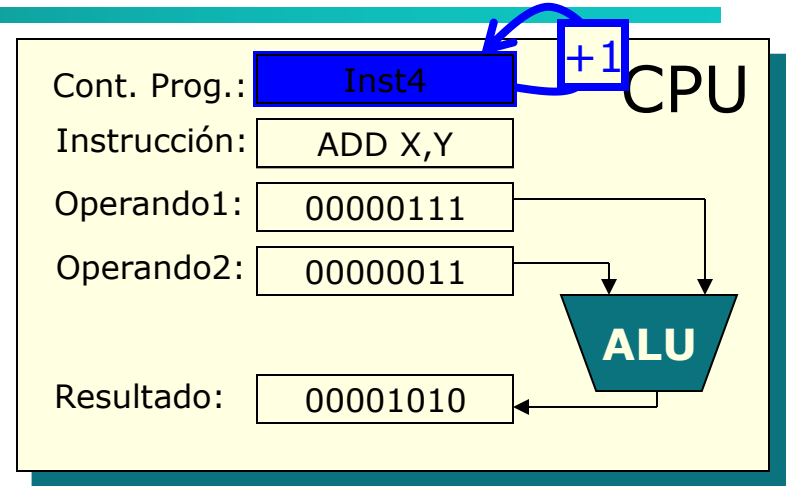 +1
CPU
Cont. Prog.: Inst4
Instrucción: ADD X,Y
Operando1: 00000111
Operando2: 00000011
ALU
Resultado: 00001010